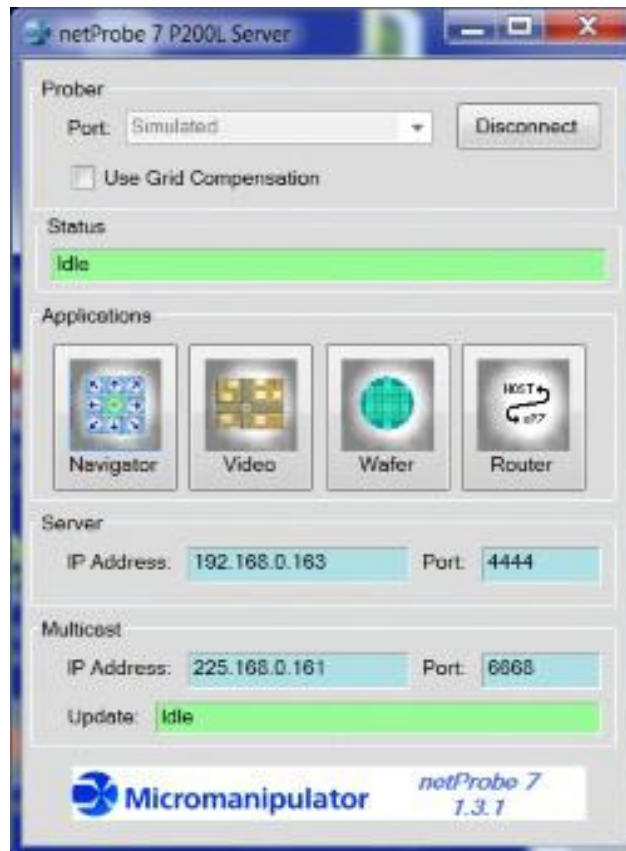 netProbe 7 P200L Server
Prober
Port: Simulated Disconnect
Use Grid Compensation
Status
Idle
Applications
HOST
Navigator Video Wafer Router
Server
IP Address: 192.168.0.163 Port: 4444
Multicast
IP Address: 225.168.0.161 Port: 6668
Update: Idle
Micromanipulator
netProbe 7
1.3.1